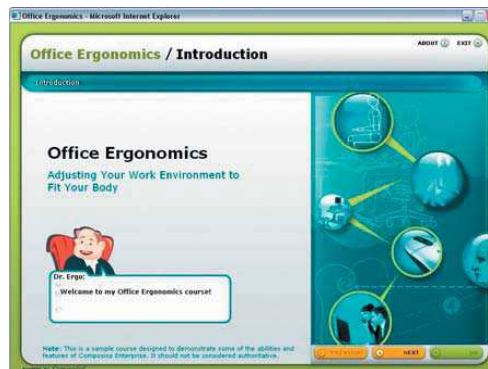 Office Ergonomics - Microsoft Internet Explorer
Office Ergonomics / Introduction
ABOUT
EXIT
Introduction
Office Ergonomics
Adjusting Your Work Environment to
Fit Your Body
Dr. Ergo:
Welcome to my Office Ergonomics course!
Note: This is a sample course designed to demonstrate some of the abilities and
features of Composica Enterprise. It should not be considered authoritative.
PREVIOUS
NEXT